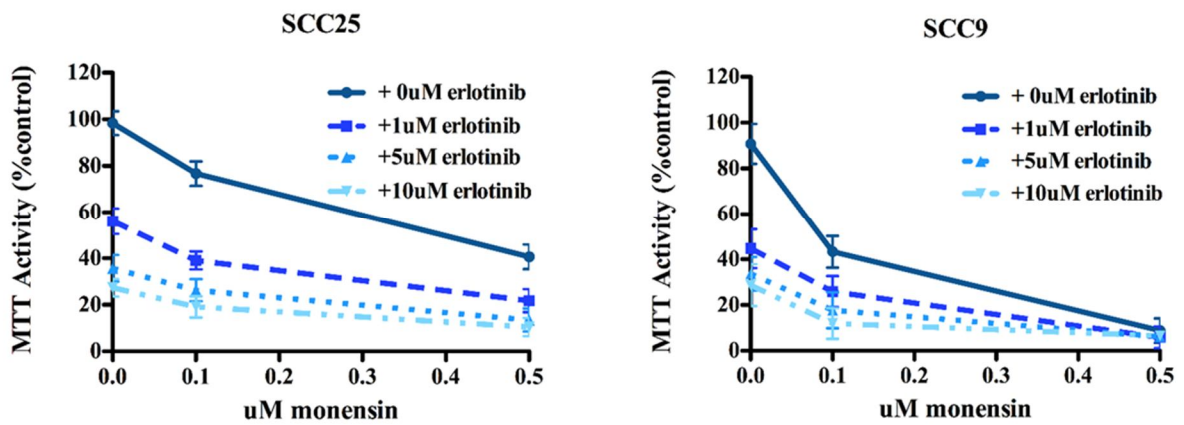 SCC25
MTT Activity (%control)
120
100
80
60
40
20
0
+ 0uM erlotinib
+1uM erlotinib
+5uM erlotinib
+10uM erlotinib
0.0 0.1 0.2 0.3 0.4 0.5
uM monensin
SCC9
MTT Activity (%control)
120
100
80
60
40
20
0
+ 0uM erlotinib
+1uM erlotinib
+5uM erlotinib
+10uM erlotinib
0.0 0.1 0.2 0.3 0.4 0.5
uM monensin